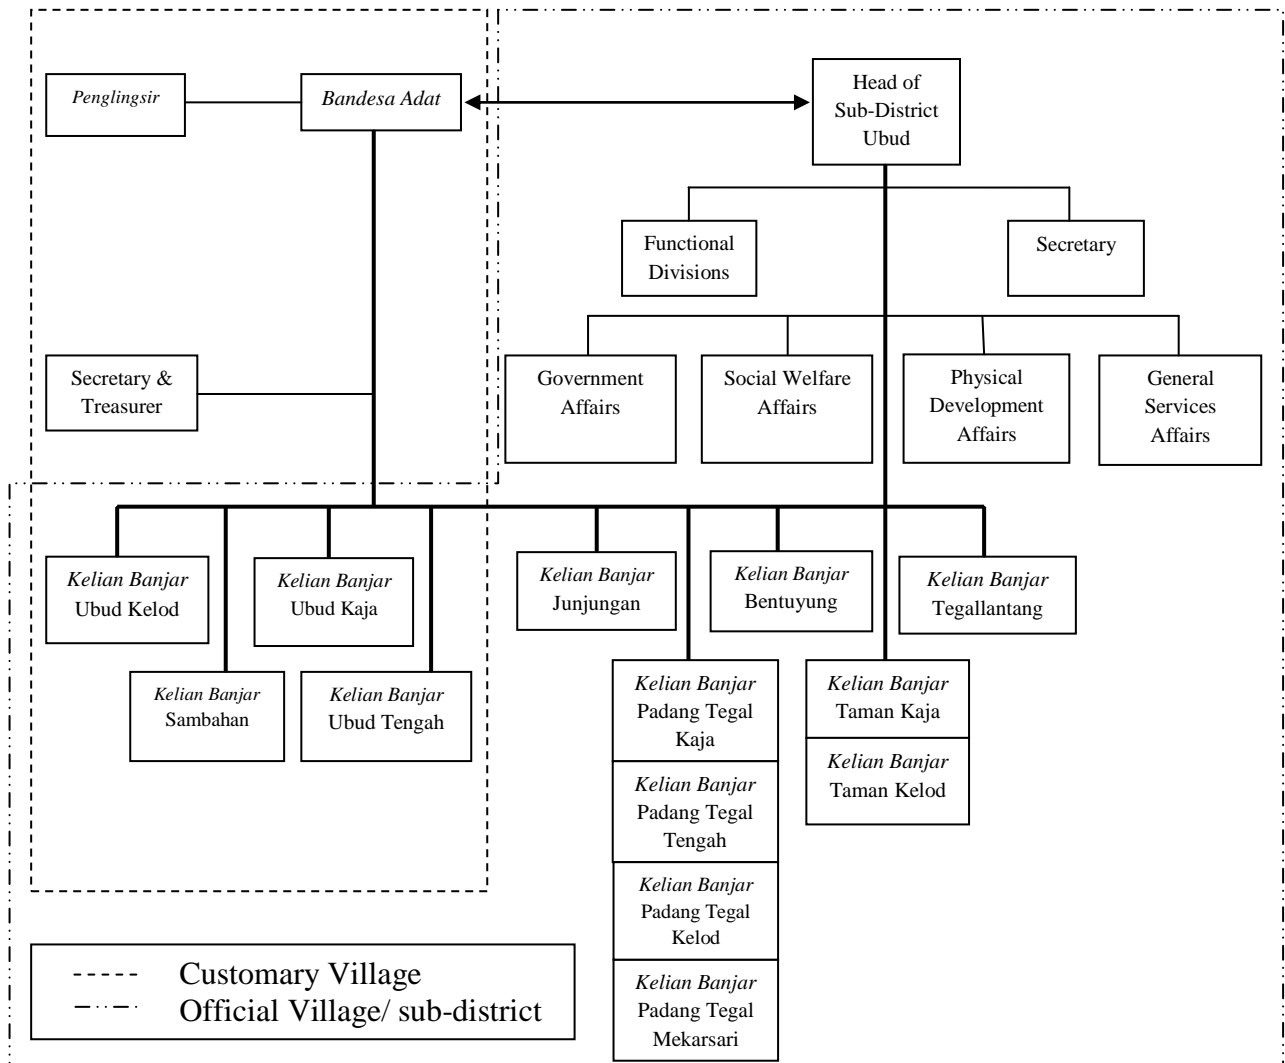 Penglingsir
Bandesa Adat
Head of
Sub-District
Ubud
Functional
Divisions
Secretary
Secretary &
Treasurer
Government
Affairs
Social Welfare
Affairs
Physical
Development
Affairs
General
Services
Affairs
Kelian Banjar
Ubud Kelod
Kelian Banjar
Ubud Kaja
Kelian Banjar
Junjungan
Kelian Banjar
Bentuyung
Kelian Banjar
Tegallantang
Kelian Banjar
Sambahan
Kelian Banjar
Ubud Tengah
Kelian Banjar
Padang Tegal
Kaja
Kelian Banjar
Taman Kaja
Kelian Banjar
Padang Tegal
Tengah
Kelian Banjar
Taman Kelod
Kelian Banjar
Padang Tegal
Kelod
Kelian Banjar
Padang Tegal
Mekarsari
Customary Village
Official Village/ sub-district